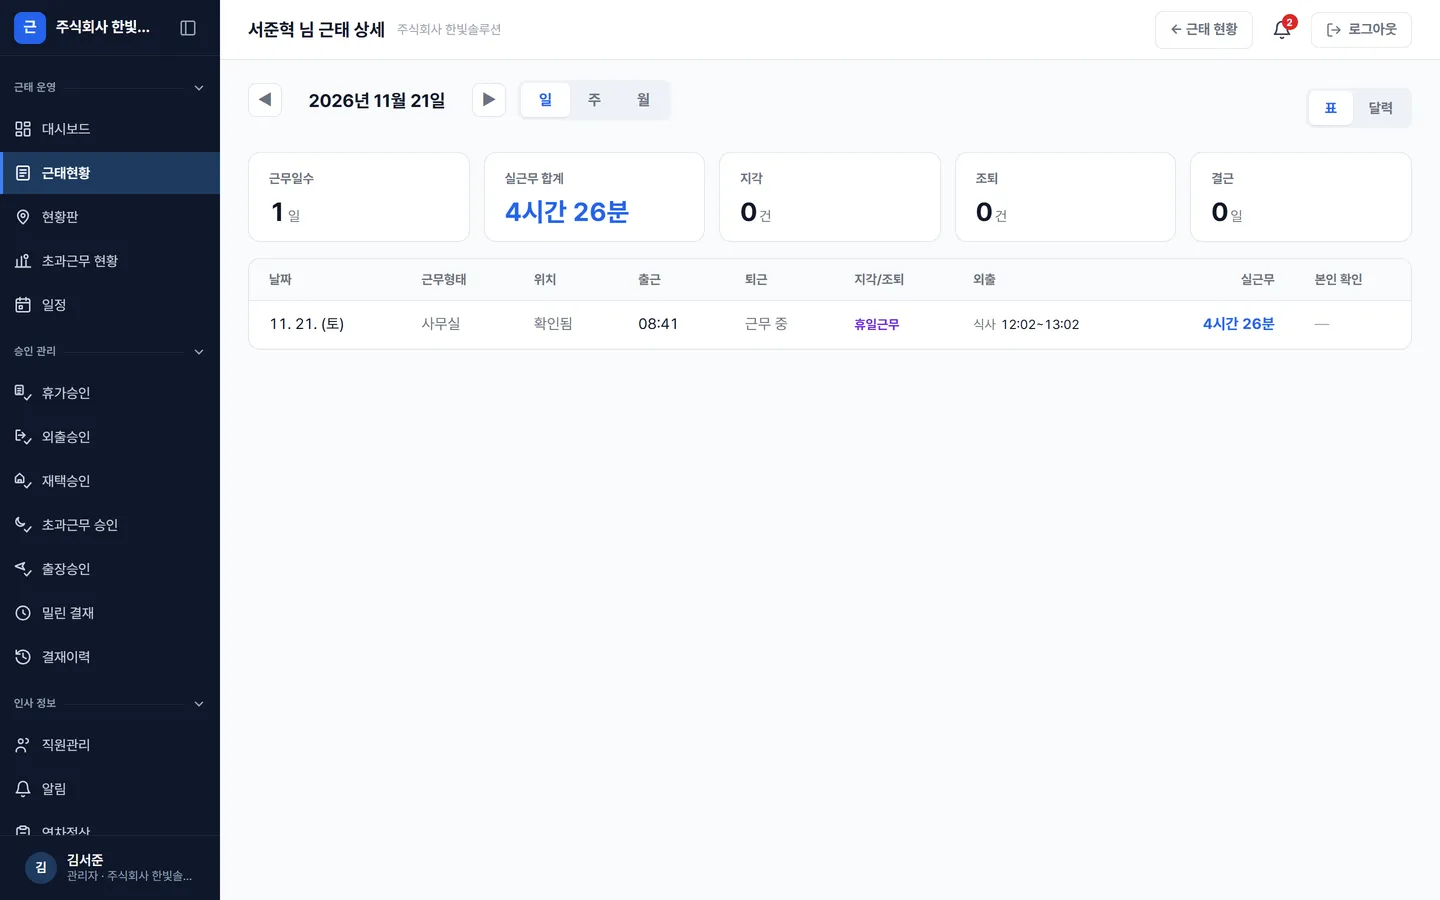 근
주식회사 한빛...
근태 운영
대시보드
근태현황
현황판
초과근무 현황
일정
승인 관리
휴가승인
외출승인
재택승인
초과근무 승인
출장승인
밀린 결재
결재이력
인사 정보
직원관리
알림
연차정산
김
김서준
관리자 · 주식회사 한빛솔...
서준혁 님 근태 상세 주식회사 한빛솔루션
← 근태 현황
2
로그아웃
◀ 2026년 11월 21일 ▶ 일 주 월
표 달력
근무일수
1 일
실근무 합계
4시간 26분
지각
0 건
조퇴
0 건
결근
0 일
날짜 근무형태 위치 출근 퇴근 지각/조퇴 외출 실근무 본인 확인
11. 21. (토) 사무실 확인됨 08:41 근무 중 휴일근무 식사 12:02~13:02 4시간 26분 —